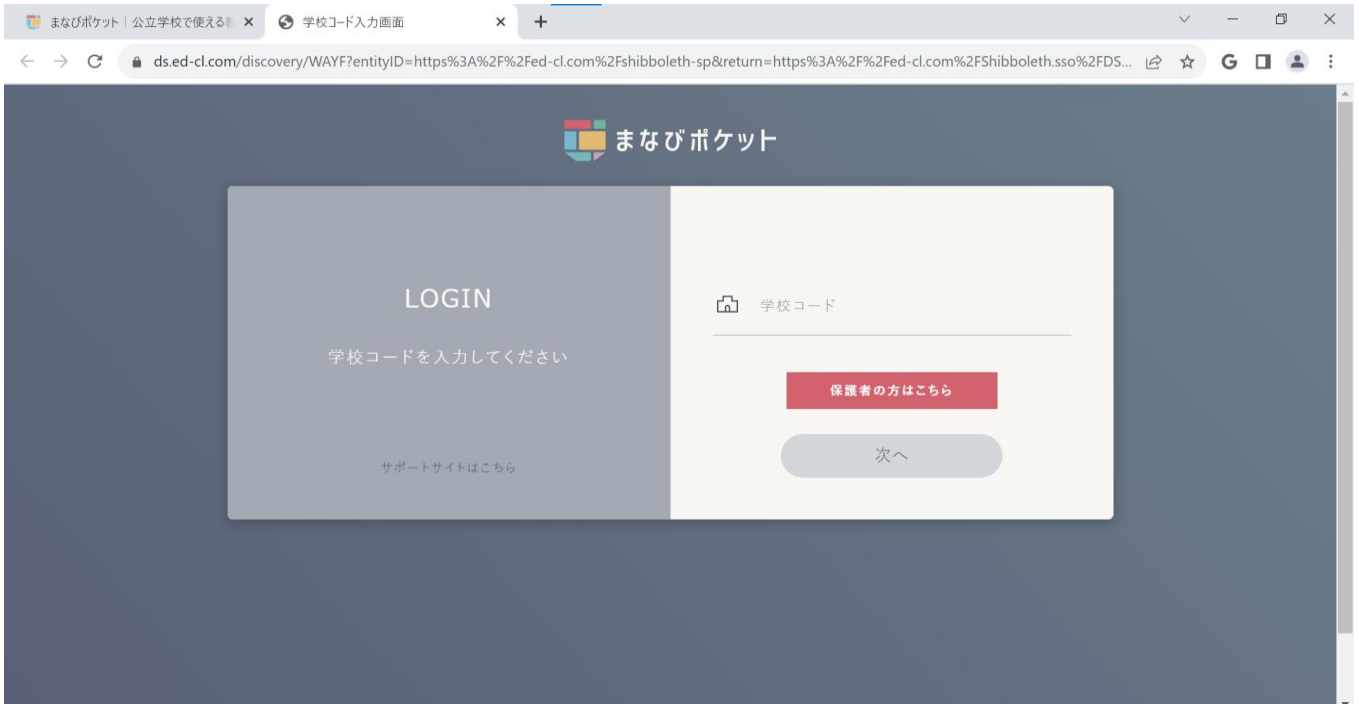 まなびポケット｜公立学校で使える教
学校コード入力画面
ds.ed-cl.com/discovery/WAYF?entityID=https%3A%2F%2Fed-cl.com%2Fshibboleth-sp&return=https%3A%2F%2Fed-cl.com%2FShibboleth.sso%2FDS...
まなびポケット
LOGIN
学校コードを入力してください
サポートサイトはこちら
学校コード
保護者の方はこちら
次へ